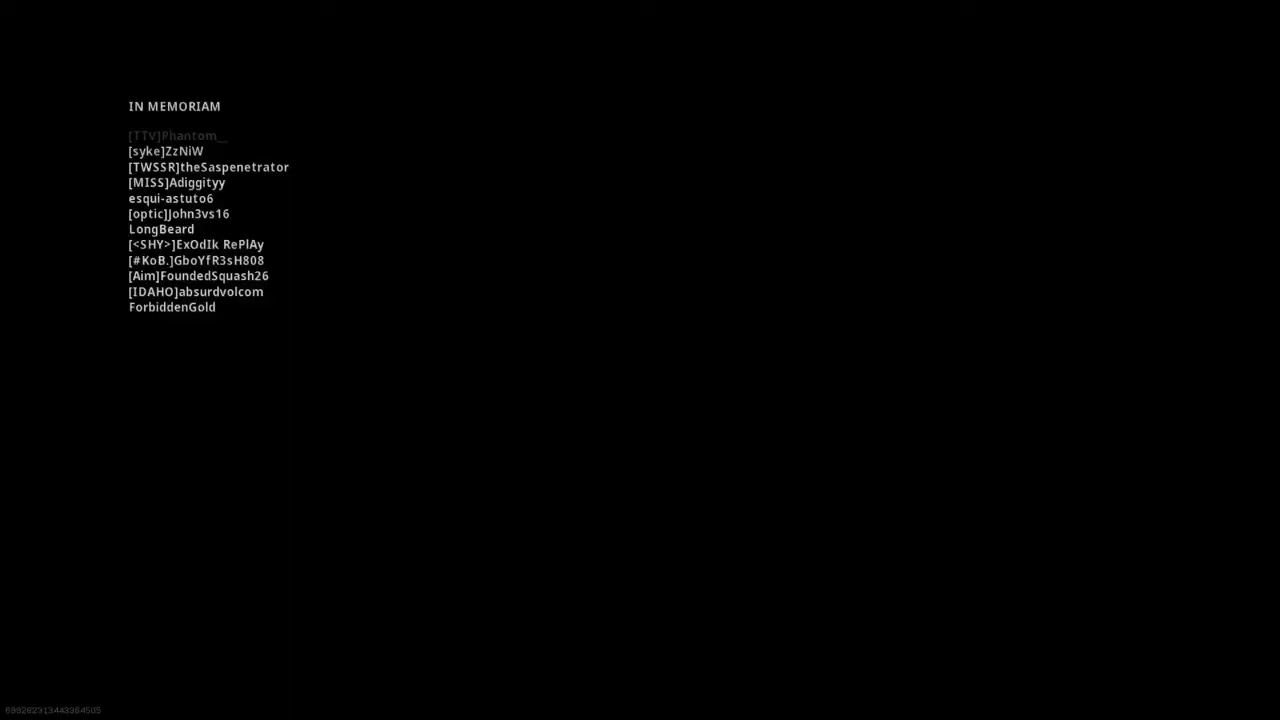 IN MEMORIAM
[TTV]Phantom__
[syke]ZzNiW
[TWSSR]theSaspenetrator
[MISS]Adiggityy
esqui-astuto6
[optic]John3vs16
LongBeard
[<SHY>]ExOdIk RePlAy
[#KoB.]GboYfR3sH808
[Aim]FoundedSquash26
[IDAHO]absurdvolcom
ForbiddenGold